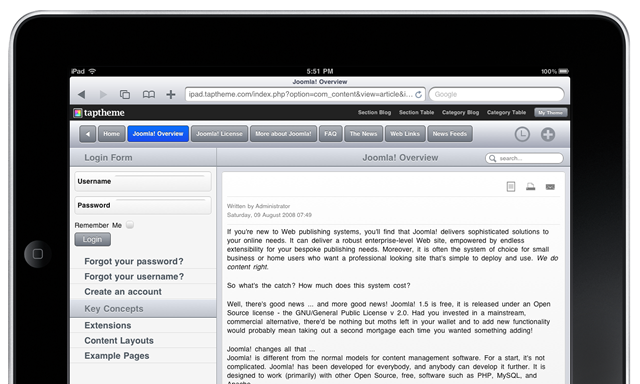 iPad 5:51 PM 100%
Joomla! Overview
ipad.taptheme.com/index.php?option=com_content&view=article&i... Google
taptheme Section Blog Section Table Category Blog Category Table My Theme
Home Joomla! Overview Joomla! License More about Joomla! FAQ The News Web Links News Feeds
Login Form Joomla! Overview search...
Username
Password
Remember Me
Login
Forgot your password?
Forgot your username?
Create an account
Key Concepts
Extensions
Content Layouts
Example Pages
Written by Administrator
Saturday, 09 August 2008 07:49
If you're new to Web publishing systems, you'll find that Joomla! delivers sophisticated solutions to
your online needs. It can deliver a robust enterprise-level Web site, empowered by endless
extensibility for your bespoke publishing needs. Moreover, it is often the system of choice for small
business or home users who want a professional looking site that's simple to deploy and use. We do
content right.
So what's the catch? How much does this system cost?
Well, there's good news ... and more good news! Joomla! 1.5 is free, it is released under an Open
Source license - the GNU/General Public License v 2.0. Had you invested in a mainstream,
commercial alternative, there'd be nothing but moths left in your wallet and to add new functionality
would probably mean taking out a second mortgage each time you wanted something adding!
Joomla! changes all that ...
Joomla! is different from the normal models for content management software. For a start, it's not
complicated. Joomla! has been developed for everybody, and anybody can develop it further. It is
designed to work (primarily) with other Open Source, free, software such as PHP, MySQL, and
Apache.